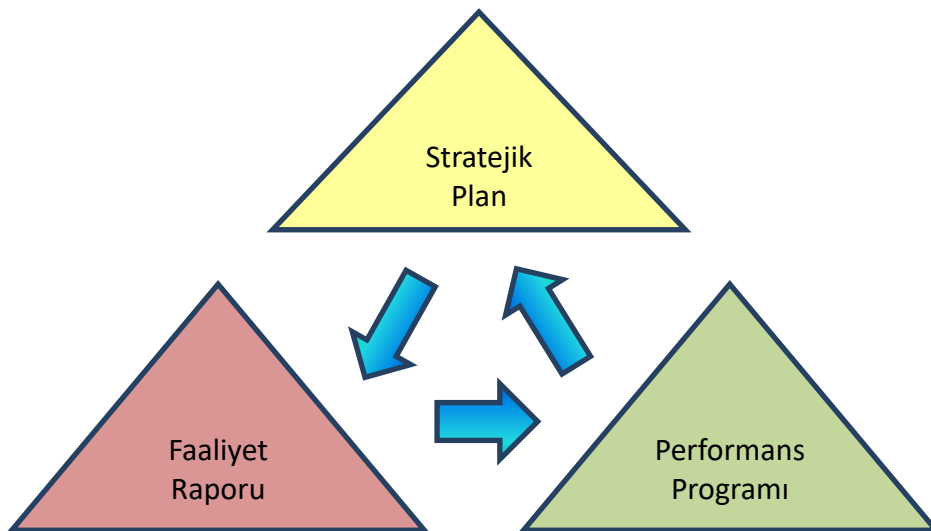 Stratejik
Plan
Faaliyet
Raporu
Performans
Programı